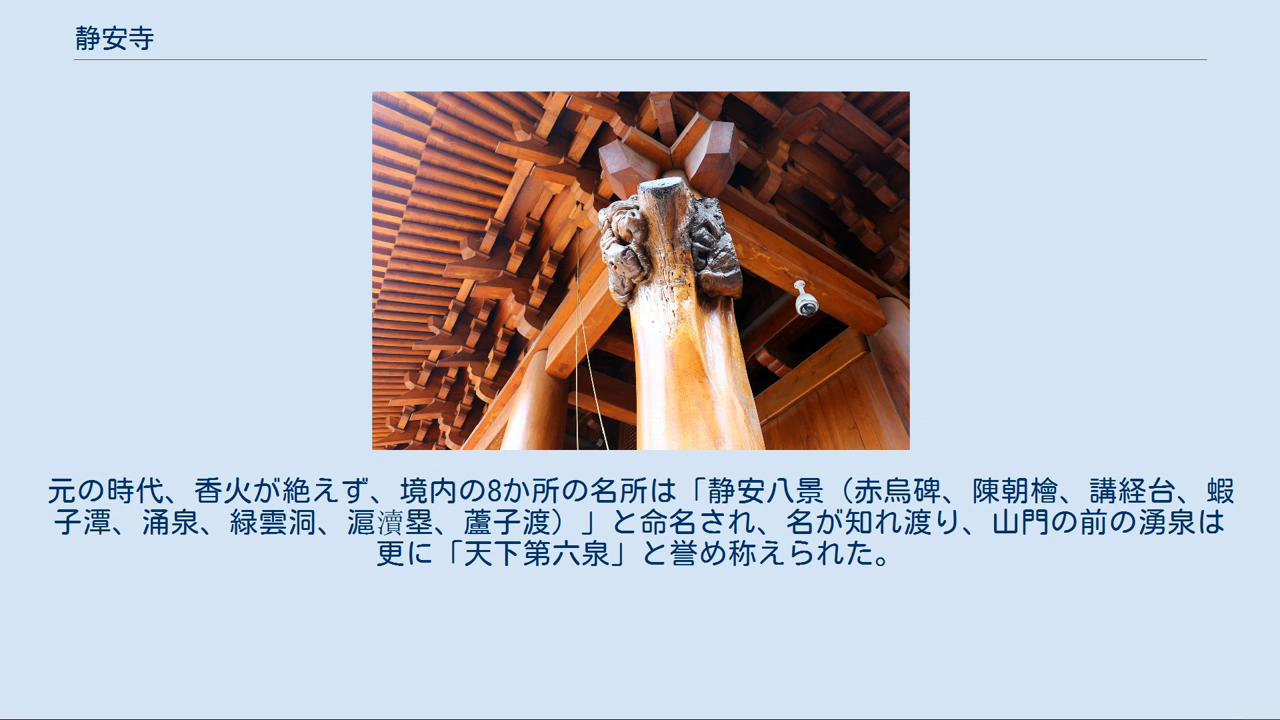 静安寺
元の時代、香火が絶えず、境内の8か所の名所は「静安八景（赤烏碑、陳朝檜、講経台、蝦
子潭、涌泉、緑雲洞、滬瀆塁、蘆子渡）」と命名され、名が知れ渡り、山門の前の湧泉は
更に「天下第六泉」と誉め称えられた。